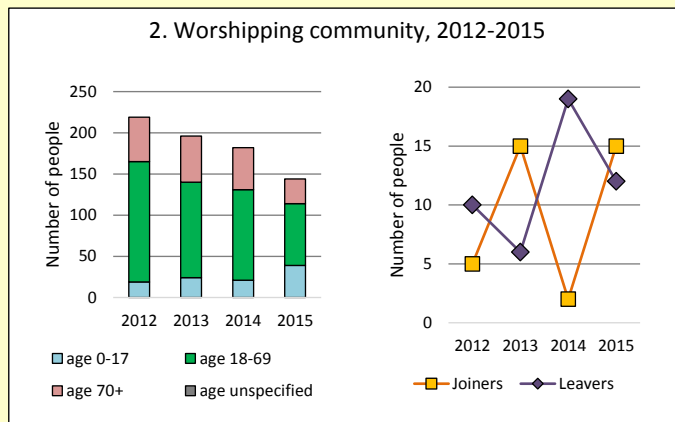 2. Worshipping community, 2012-2015
Number of people
250
200
150
100
50
0
2012 2013 2014 2015
age 0-17 age 18-69
age 70+ age unspecified
Number of people
20
15
10
5
0
2012 2013 2014 2015
Joiners Leavers